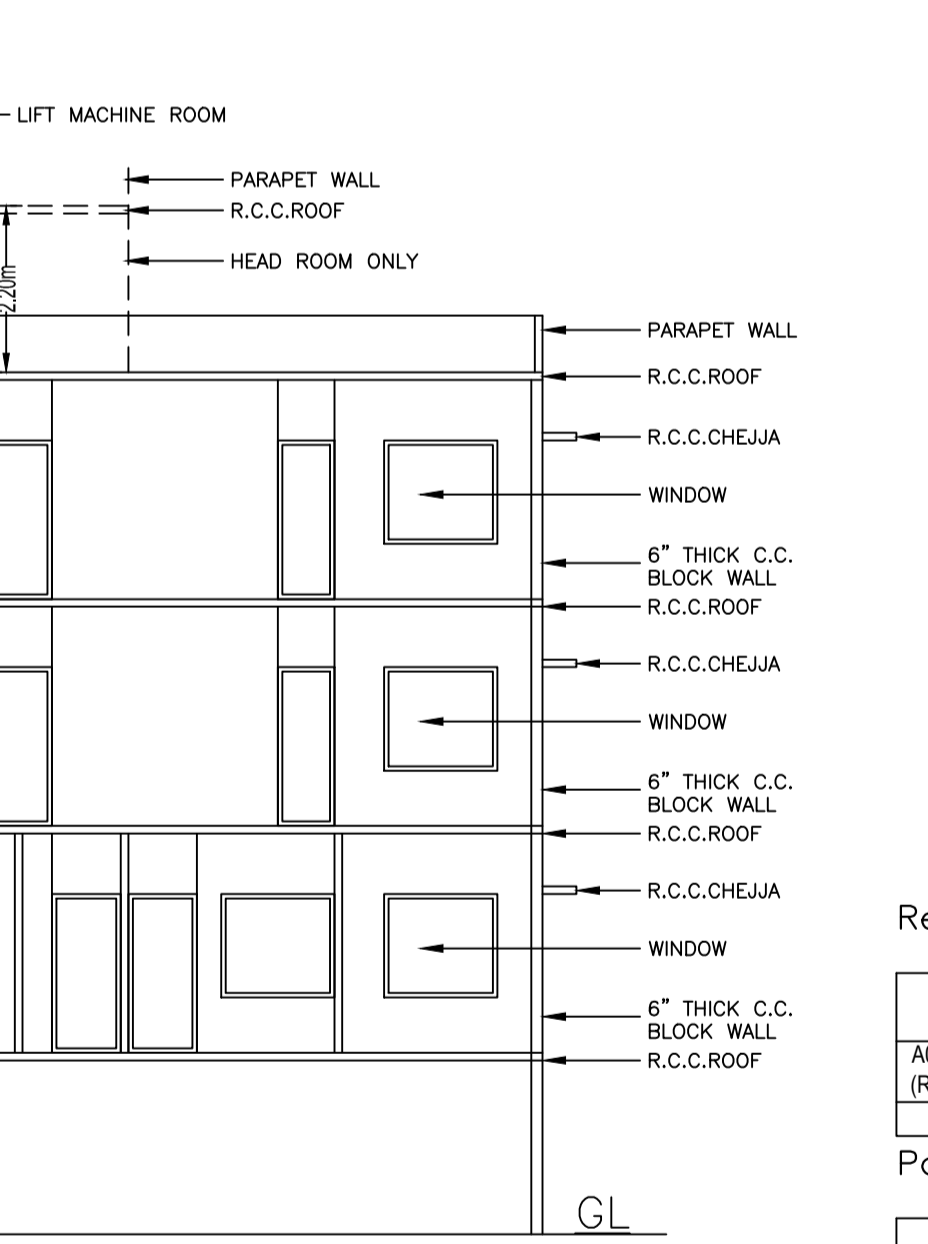 LIFT MACHINE ROOM
PARAPET WALL
R.C.C.ROOF
HEAD ROOM ONLY
2.20m
PARAPET WALL
R.C.C.ROOF
R.C.C.CHEJJA
WINDOW
6" THICK C.C.
BLOCK WALL
R.C.C.ROOF
R.C.C.CHEJJA
WINDOW
6" THICK C.C.
BLOCK WALL
R.C.C.ROOF
R.C.C.CHEJJA
WINDOW
6" THICK C.C.
BLOCK WALL
R.C.C.ROOF
GL